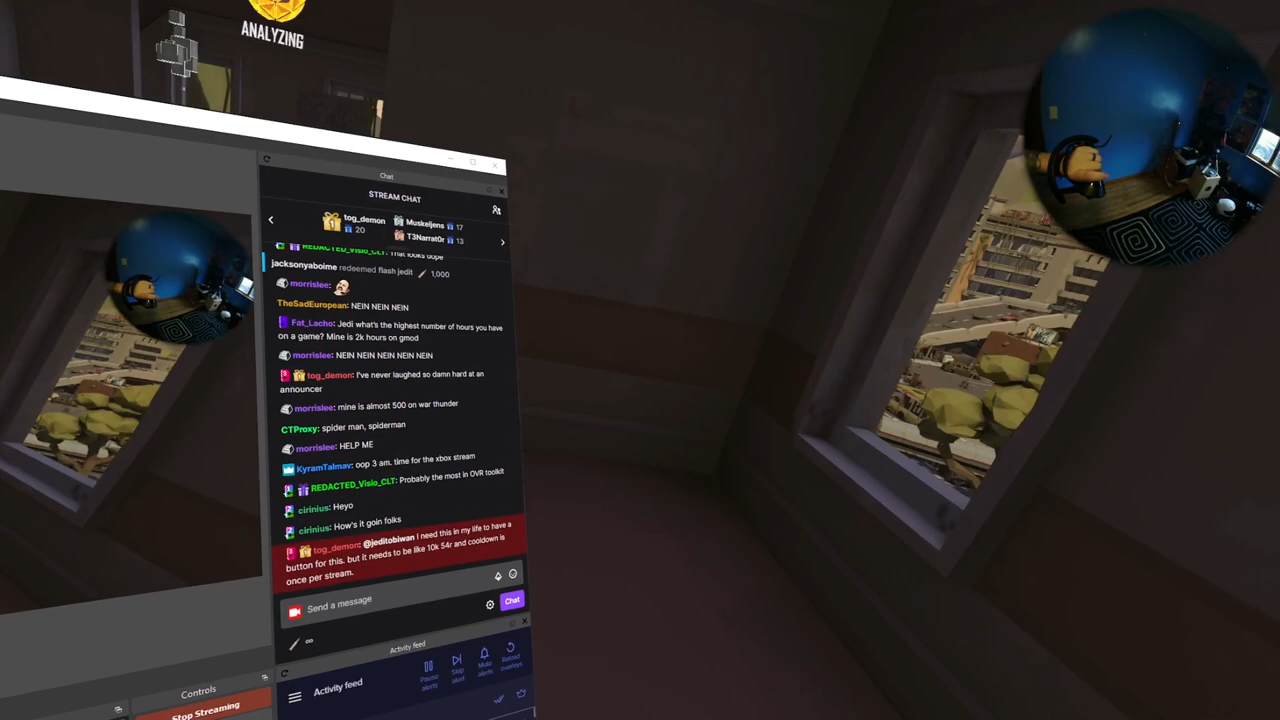 ANALYZING
Chat
STREAM CHAT
tog_demon
20
Muskeljens 17
T3Narrat0r 13
REDACTED_Visio_CLT: That looks dope
jacksonyaboime redeemed flash jedit 1,000
morrislee:
TheSadEuropean: NEIN NEIN NEIN
Fat_Lacho: Jedi what's the highest number of hours you have
on a game? Mine is 2k hours on gmod
morrislee: NEIN NEIN NEIN NEIN NEIN
tog_demon: I've never laughed so damn hard at an
announcer
morrislee: mine is almost 500 on war thunder
CTProxy: spider man, spiderman
morrislee: HELP ME
KyramTalmav: oop 3 am. time for the xbox stream
REDACTED_Visio_CLT: Probably the most in OVR toolkit
cirinius: Heyo
cirinius: How's it goin folks
tog_demon: @jeditobiwan I need this in my life to have a
button for this. but it needs to be like 10k 54r and cooldown is
once per stream.
Send a message
Chat
∞
Activity feed
Activity feed
Pause alerts
Skip alert
Mute alerts
Reload overlays
Controls
Stop Streaming